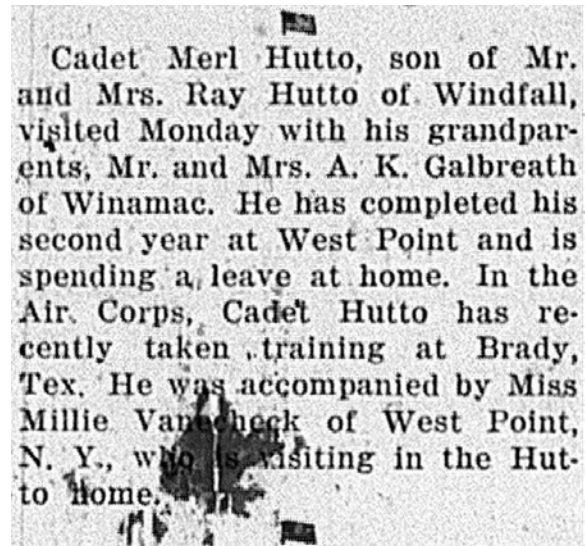 Cadet Merl Hutto, son of Mr.
and Mrs. Ray Hutto of Windfall,
visited Monday with his grandpar-
ents, Mr. and Mrs. A. K. Galbreath
of Winamac. He has completed his
second year at West Point and is
spending a leave at home. In the
Air Corps, Cadet Hutto has re-
cently taken training at Brady,
Tex. He was accompanied by Miss
Millie Vanecheck of West Point,
N. Y., who is visiting in the Hut-
to home.